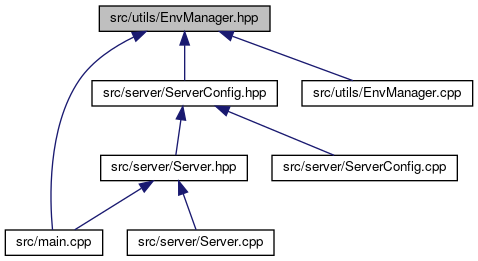 src/utils/EnvManager.hpp
src/server/ServerConfig.hpp
src/utils/EnvManager.cpp
src/server/Server.hpp
src/server/ServerConfig.cpp
src/main.cpp
src/server/Server.cpp